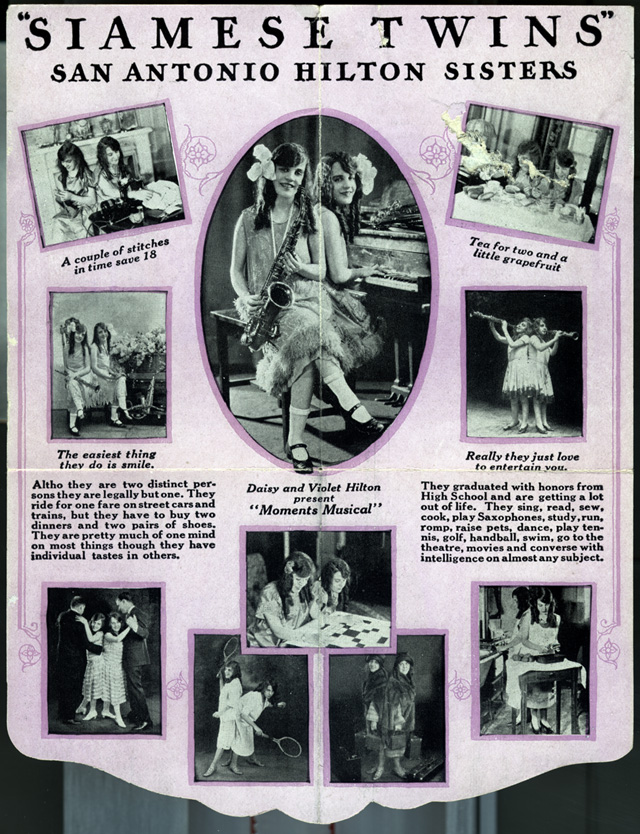 "SIAMESE TWINS"
SAN ANTONIO HILTON SISTERS
A couple of stitches
in time save 18
Tea for two and a
little grapefruit
The easiest thing
they do is smile.
Really they just love
to entertain you.
Altho they are two distinct per-
sons they are legally but one. They
ride for one fare on street cars and
trains, but they have to buy two
dinners and two pairs of shoes.
They are pretty much of one mind
on most things though they have
individual tastes in others.
Daisy and Violet Hilton
present
"Moments Musical"
They graduated with honors from
High School and are getting a lot
out of life. They sing, read, sew,
cook, play Saxophones, study, run,
romp, raise pets, dance, play ten-
nis, golf, handball, swim, go to the
theatre, movies and converse with
intelligence on almost any subject.